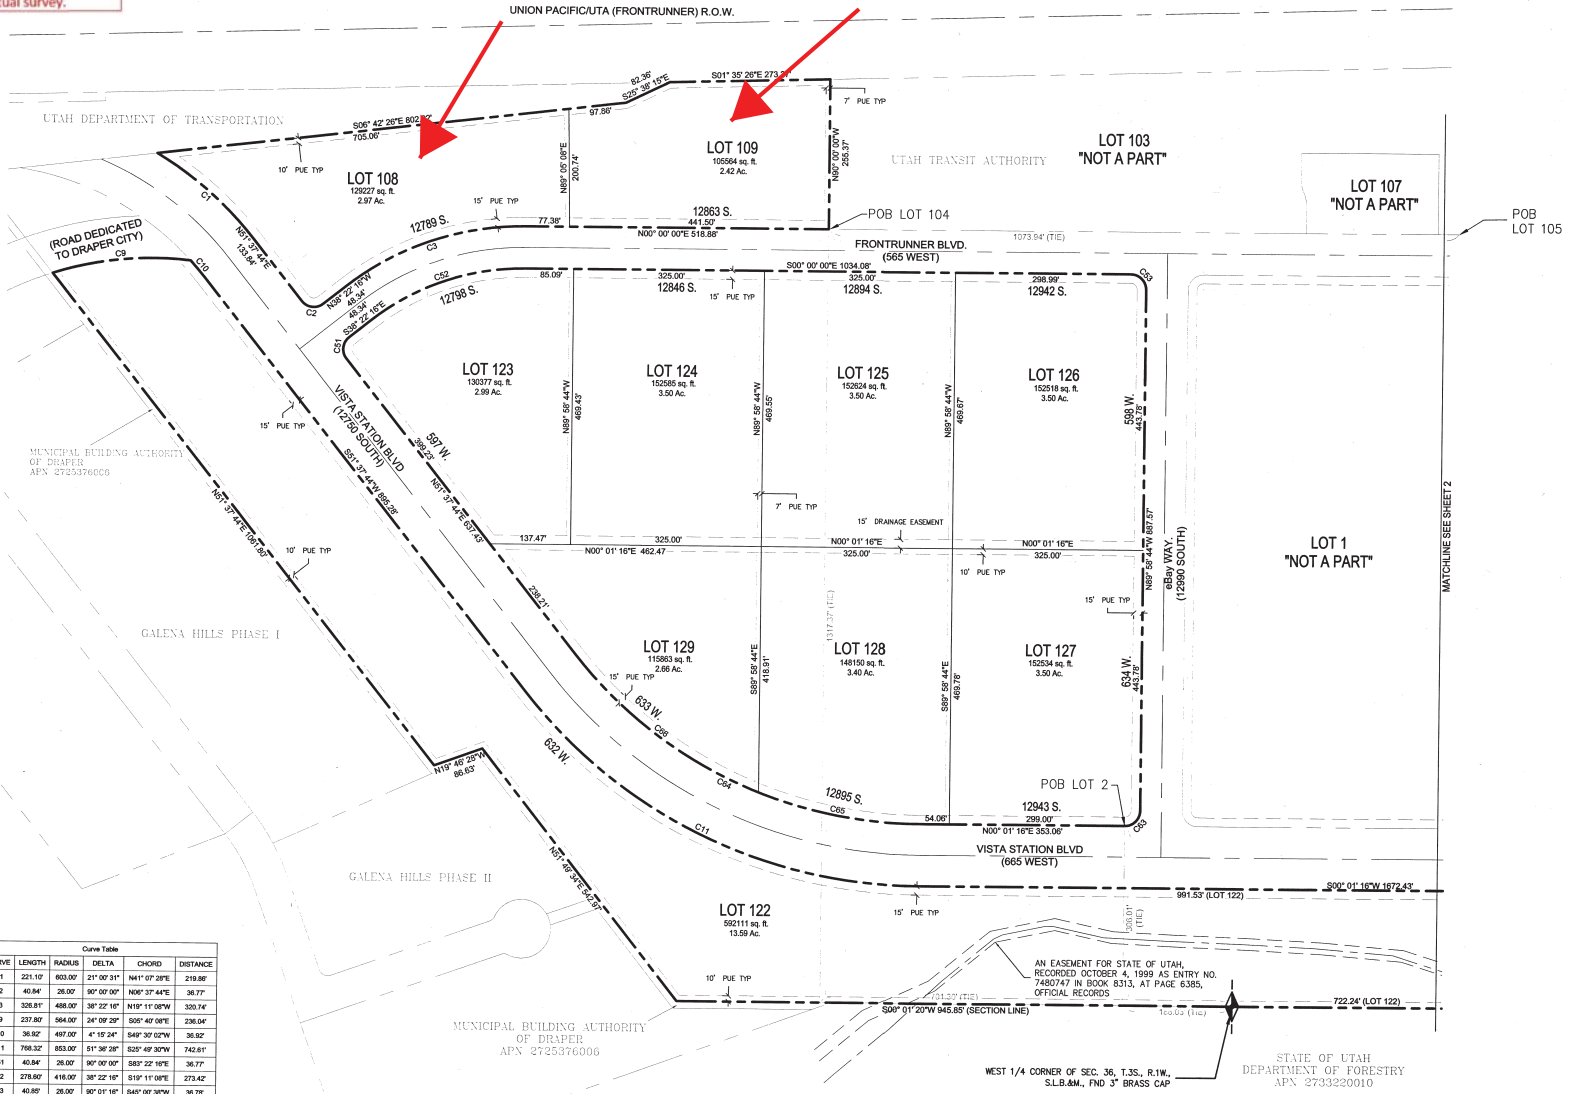 tual survey.
UNION PACIFIC/UTA (FRONTRUNNER) R.O.W.
82.36'
S25° 38' 15"E
S01° 35' 26"E
7' PUE TYP
UTAH DEPARTMENT OF TRANSPORTATION
S06° 42' 26"E
705.06'
97.86'
10' PUE TYP
LOT 108
129227 sq. ft.
2.97 Ac.
N89° 05' 08"E
200.74'
LOT 109
105564 sq. ft.
2.42 Ac.
N90° 00' 00"W
255.37'
UTAH TRANSIT AUTHORITY
LOT 103
"NOT A PART"
LOT 107
"NOT A PART"
POB
LOT 105
C1
N51° 37' 44"E
133.84'
15' PUE TYP
12789 S.
C3
77.38'
12863 S.
441.50'
N00° 00' 00"E 518.88'
POB LOT 104
1073.94' (TIE)
(ROAD DEDICATED
TO DRAPER CITY)
C9
C10
FRONTRUNNER BLVD.
(565 WEST)
C2
N38° 22' 16"W
48.34'
48.34'
S38° 22' 16"E
C52
12798 S.
85.09'
325.00'
12846 S.
15' PUE TYP
S00° 00' 00"E 1034.08'
325.00'
12894 S.
298.99'
12942 S.
C53
C51
LOT 123
130377 sq. ft.
2.99 Ac.
N89° 58' 44"W
469.43'
LOT 124
152585 sq. ft.
3.50 Ac.
N89° 58' 44"W
469.55'
LOT 125
152624 sq. ft.
3.50 Ac.
N89° 58' 44"W
469.67'
LOT 126
152518 sq. ft.
3.50 Ac.
598 W.
443.78'
VISTA STATION BLVD
(12750 SOUTH)
15' PUE TYP
597 W.
399.23'
S51° 37' 44"W 895.28'
N51° 37' 44"E 637.43'
MUNICIPAL BUILDING AUTHORITY
OF DRAPER
APN 2725376006
N51° 37' 44"E 1061.80'
10' PUE TYP
7' PUE TYP
15' DRAINAGE EASEMENT
137.47'
N00° 01' 16"E 462.47
325.00'
N00° 01' 16"E
325.00'
N00° 01' 16"E
325.00'
10' PUE TYP
N89° 58' 44"W 887.57'
eBay WAY.
(12990 SOUTH)
15' PUE TYP
LOT 1
"NOT A PART"
MATCHLINE SEE SHEET 2
238.21'
1317.37' (TIE)
GALENA HILLS PHASE I
LOT 129
115863 sq. ft.
2.66 Ac.
S89° 58' 44"E
418.91'
LOT 128
148150 sq. ft.
3.40 Ac.
S89° 58' 44"E
469.78'
LOT 127
152534 sq. ft.
3.50 Ac.
634 W.
443.78'
15' PUE TYP
633 W.
C66
632 W.
N19° 46' 28"W
86.63'
C64
12895 S.
C65
POB LOT 2
12943 S.
54.06'
299.00'
N00° 01' 16"E 353.06'
C63
C11
VISTA STATION BLVD
(665 WEST)
GALENA HILLS PHASE II
N51° 49' 34"E 542.97'
15' PUE TYP
S00° 01' 16"W 1672.43'
991.53' (LOT 122)
306.01'
(TIE)
LOT 122
592111 sq. ft.
13.59 Ac.
10' PUE TYP
AN EASEMENT FOR STATE OF UTAH,
RECORDED OCTOBER 4, 1999 AS ENTRY NO.
7480747 IN BOOK 8313, AT PAGE 6385,
OFFICIAL RECORDS
S00° 01' 20"W 945.85' (SECTION LINE)
722.24' (LOT 122)
MUNICIPAL BUILDING AUTHORITY
OF DRAPER
APN 2725376006
WEST 1/4 CORNER OF SEC. 36, T.3S., R.1W.,
S.L.B.&M., FND 3" BRASS CAP
STATE OF UTAH
DEPARTMENT OF FORESTRY
APN 2733220010
Curve Table
RVE LENGTH RADIUS DELTA CHORD DISTANCE
1 221.10' 603.00' 21° 00' 31" N41° 07' 28"E 219.86'
2 40.84' 26.00' 90° 00' 00" N06° 37' 44"E 36.77'
3 326.81' 488.00' 38° 22' 16" N19° 11' 08"W 320.74'
9 237.80' 564.00' 24° 09' 29" S05° 40' 08"E 236.04'
0 36.92' 497.00' 4° 15' 24" S49° 30' 02"W 36.92'
1 768.32' 853.00' 51° 36' 28" S25° 49' 30"W 742.61'
51 40.84' 26.00' 90° 00' 00" S83° 22' 16"E 36.77'
2 278.60' 416.00' 38° 22' 16" S19° 11' 08"E 273.42'
3 40.85' 26.00' 90° 01' 16" S45° 00' 38"W 36.78'